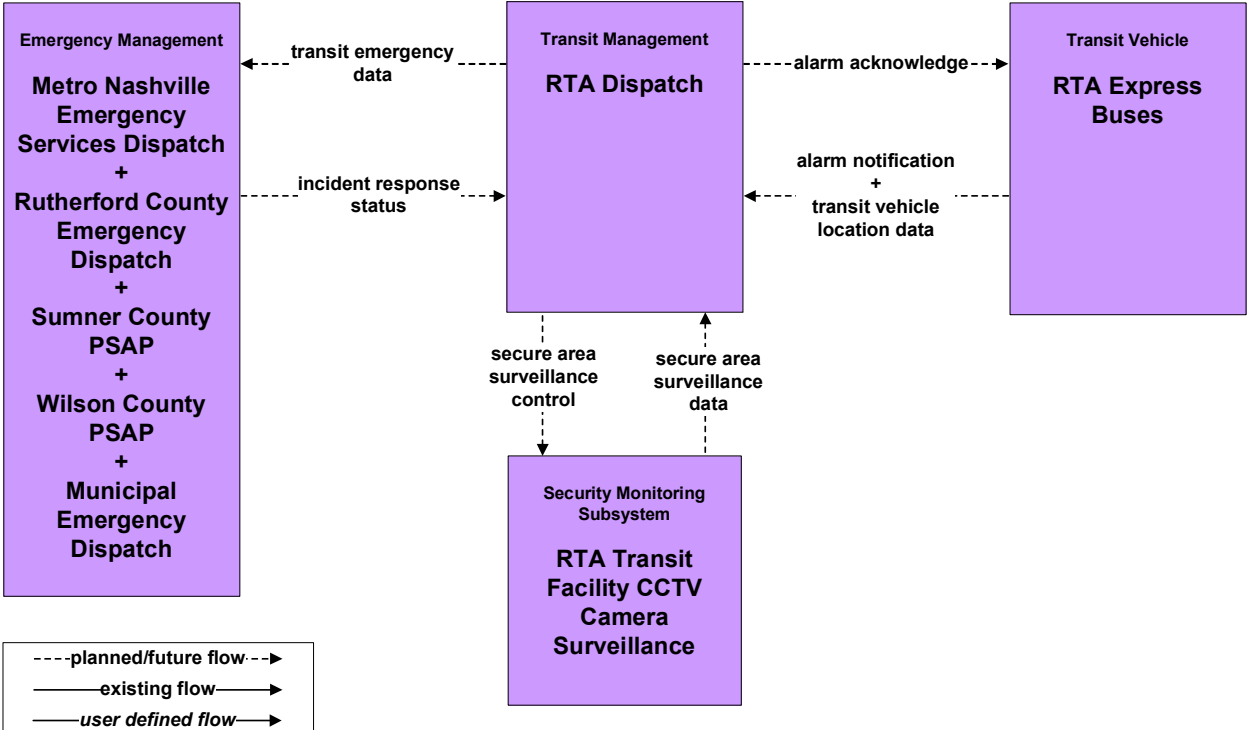 Emergency Management
Metro Nashville
Emergency
Services Dispatch
+
Rutherford County
Emergency
Dispatch
+
Sumner County
PSAP
+
Wilson County
PSAP
+
Municipal
Emergency
Dispatch
transit emergency
data
incident response
status
Transit Management
RTA Dispatch
alarm acknowledge
alarm notification
+
transit vehicle
location data
Transit Vehicle
RTA Express
Buses
secure area
surveillance
control
secure area
surveillance
data
Security Monitoring
Subsystem
RTA Transit
Facility CCTV
Camera
Surveillance
planned/future flow
existing flow
user defined flow